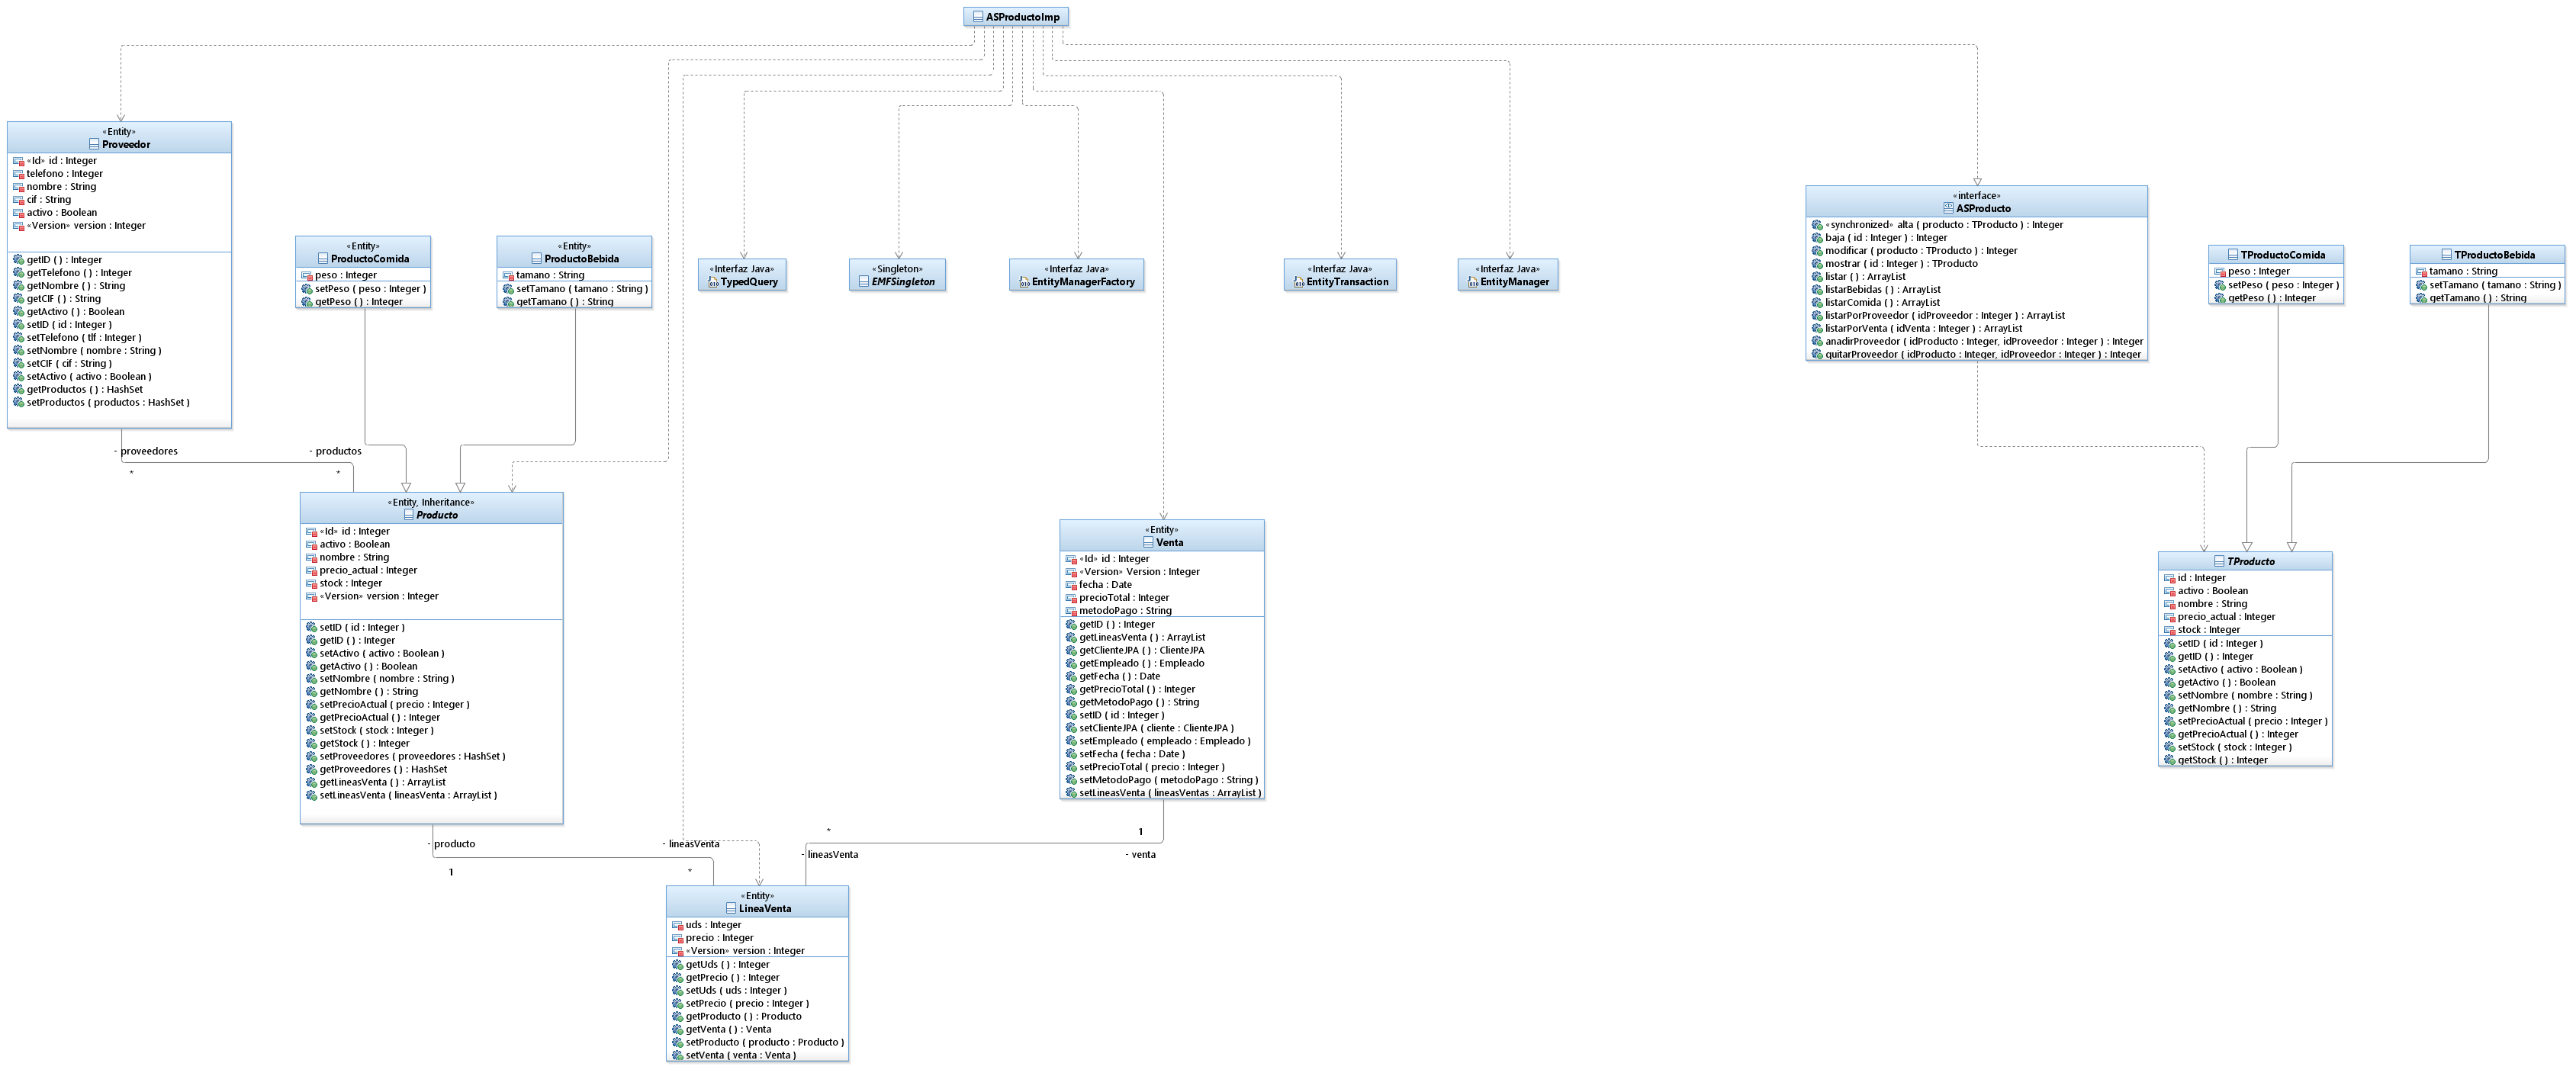 ASProductoImp
«Entity»
Proveedor
«Id» id : Integer
telefono : Integer
nombre : String
cif : String
activo : Boolean
«Version» version : Integer
getID ( ) : Integer
getTelefono ( ) : Integer
getNombre ( ) : String
getCIF ( ) : String
getActivo ( ) : Boolean
setID ( id : Integer )
setTelefono ( tlf : Integer )
setNombre ( nombre : String )
setCIF ( cif : String )
setActivo ( activo : Boolean )
getProductos ( ) : HashSet
setProductos ( productos : HashSet )
«Entity»
ProductoComida
peso : Integer
setPeso ( peso : Integer )
getPeso ( ) : Integer
«Entity»
ProductoBebida
tamano : String
setTamano ( tamano : String )
getTamano ( ) : String
«Interfaz Java»
TypedQuery
«Singleton»
EMFSingleton
«Interfaz Java»
EntityManagerFactory
«Interfaz Java»
EntityTransaction
«Interfaz Java»
EntityManager
«interface»
ASProducto
«synchronized» alta ( producto : TProducto ) : Integer
baja ( id : Integer ) : Integer
modificar ( producto : TProducto ) : Integer
mostrar ( id : Integer ) : TProducto
listar ( ) : ArrayList
listarBebidas ( ) : ArrayList
listarComida ( ) : ArrayList
listarPorProveedor ( idProveedor : Integer ) : ArrayList
listarPorVenta ( idVenta : Integer ) : ArrayList
anadirProveedor ( idProducto : Integer, idProveedor : Integer ) : Integer
quitarProveedor ( idProducto : Integer, idProveedor : Integer ) : Integer
TProductoComida
peso : Integer
setPeso ( peso : Integer )
getPeso ( ) : Integer
TProductoBebida
tamano : String
setTamano ( tamano : String )
getTamano ( ) : String
- proveedores
- productos
*
*
«Entity, Inheritance»
Producto
«Id» id : Integer
activo : Boolean
nombre : String
precio_actual : Integer
stock : Integer
«Version» version : Integer
setID ( id : Integer )
getID ( ) : Integer
setActivo ( activo : Boolean )
getActivo ( ) : Boolean
setNombre ( nombre : String )
getNombre ( ) : String
setPrecioActual ( precio : Integer )
getPrecioActual ( ) : Integer
setStock ( stock : Integer )
getStock ( ) : Integer
setProveedores ( proveedores : HashSet )
getProveedores ( ) : HashSet
getLineasVenta ( ) : ArrayList
setLineasVenta ( lineasVenta : ArrayList )
«Entity»
Venta
«Id» id : Integer
«Version» Version : Integer
fecha : Date
precioTotal : Integer
metodoPago : String
getID ( ) : Integer
getLineasVenta ( ) : ArrayList
getClienteJPA ( ) : ClienteJPA
getEmpleado ( ) : Empleado
getFecha ( ) : Date
getPrecioTotal ( ) : Integer
getMetodoPago ( ) : String
setID ( id : Integer )
setClienteJPA ( cliente : ClienteJPA )
setEmpleado ( empleado : Empleado )
setFecha ( fecha : Date )
setPrecioTotal ( precio : Integer )
setMetodoPago ( metodoPago : String )
setLineasVenta ( lineasVentas : ArrayList )
TProducto
id : Integer
activo : Boolean
nombre : String
precio_actual : Integer
stock : Integer
setID ( id : Integer )
getID ( ) : Integer
setActivo ( activo : Boolean )
getActivo ( ) : Boolean
setNombre ( nombre : String )
getNombre ( ) : String
setPrecioActual ( precio : Integer )
getPrecioActual ( ) : Integer
setStock ( stock : Integer )
getStock ( ) : Integer
- producto
1
- lineasVenta
*
*
- lineasVenta
1
- venta
«Entity»
LineaVenta
uds : Integer
precio : Integer
«Version» version : Integer
getUds ( ) : Integer
getPrecio ( ) : Integer
setUds ( uds : Integer )
setPrecio ( precio : Integer )
getProducto ( ) : Producto
getVenta ( ) : Venta
setProducto ( producto : Producto )
setVenta ( venta : Venta )